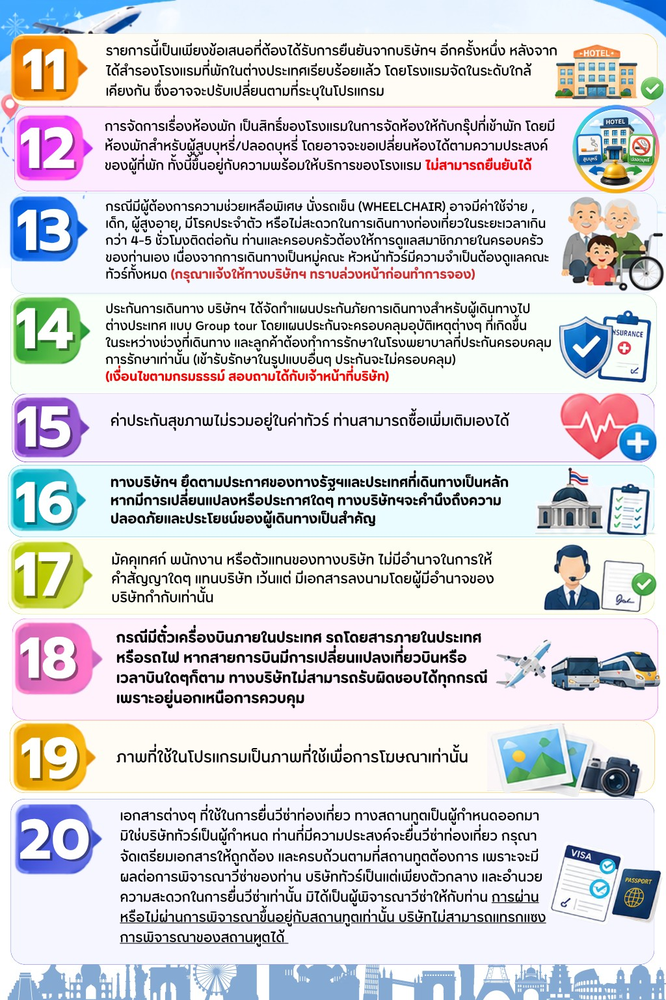 11
รายการนี้เป็นเพียงข้อเสนอที่ต้องได้รับการยืนยันจากบริษัทฯ อีกครั้งหนึ่ง หลังจาก
ได้สำรองโรงแรมที่พักในต่างประเทศเรียบร้อยแล้ว โดยโรงแรมจัดในระดับใกล้
เคียงกัน ซึ่งอาจจะปรับเปลี่ยนตามที่ระบุในโปรแกรม
HOTEL
12
การจัดการเรื่องห้องพัก เป็นสิทธิ์ของโรงแรมในการจัดห้องให้กับกรุ๊ปที่เข้าพัก โดยมี
ห้องพักสำหรับผู้สูบบุหรี่/ปลอดบุหรี่ โดยอาจจะขอเปลี่ยนห้องได้ตามความประสงค์
ของผู้ที่พัก ทั้งนี้ขึ้นอยู่กับความพร้อมให้บริการของโรงแรม ไม่สามารถยืนยันได้
HOTEL
สูบบุหรี่
ปลอดบุหรี่
13
กรณีมีผู้ต้องการความช่วยเหลือพิเศษ นั่งรถเข็น (WHEELCHAIR) อาจมีค่าใช้จ่าย ,
เด็ก, ผู้สูงอายุ, มีโรคประจำตัว หรือไม่สะดวกในการเดินทางท่องเที่ยวในระยะเวลาเกิน
กว่า 4-5 ชั่วโมงติดต่อกัน ท่านและครอบครัวต้องให้การดูแลสมาชิกภายในครอบครัว
ของท่านเอง เนื่องจากการเดินทางเป็นหมู่คณะ หัวหน้าทัวร์มีความจำเป็นต้องดูแลคณะ
ทัวร์ทั้งหมด (กรุณาแจ้งให้ทางบริษัทฯ ทราบล่วงหน้าก่อนทำการจอง)
14
ประกันการเดินทาง บริษัทฯ ได้จัดทำแผนประกันภัยการเดินทางสำหรับผู้เดินทางไป
ต่างประเทศ แบบ Group tour โดยแผนประกันจะครอบคลุมอุบัติเหตุต่างๆ ที่เกิดขึ้น
ในระหว่างช่วงที่เดินทาง และลูกค้าต้องทำการรักษาในโรงพยาบาลที่ประกันครอบคลุม
การรักษาเท่านั้น (เข้ารับรักษาในรูปแบบอื่นๆ ประกันจะไม่ครอบคลุม)
(เงื่อนไขตามกรมธรรม์ สอบถามได้กับเจ้าหน้าที่บริษัท)
NSURANCE
15
ค่าประกันสุขภาพไม่รวมอยู่ในค่าทัวร์ ท่านสามารถซื้อเพิ่มเติมเองได้
16
ทางบริษัทฯ ยึดตามประกาศของทางรัฐฯและประเทศที่เดินทางเป็นหลัก
หากมีการเปลี่ยนแปลงหรือประกาศใดๆ ทางบริษัทฯจะคำนึงถึงความ
ปลอดภัยและประโยชน์ของผู้เดินทางเป็นสำคัญ
17
มัคคุเทศก์ พนักงาน หรือตัวแทนของทางบริษัท ไม่มีอำนาจในการให้
คำสัญญาใดๆ แทนบริษัท เว้นแต่ มีเอกสารลงนามโดยผู้มีอำนาจของ
บริษัทกำกับเท่านั้น
18
กรณีมีตั๋วเครื่องบินภายในประเทศ รถโดยสารภายในประเทศ
หรือรถไฟ หากสายการบินมีการเปลี่ยนแปลงเที่ยวบินหรือ
เวลาบินใดๆก็ตาม ทางบริษัทไม่สามารถรับผิดชอบได้ทุกกรณี
เพราะอยู่นอกเหนือการควบคุม
19
ภาพที่ใช้ในโปรแกรมเป็นภาพที่ใช้เพื่อการโฆษณาเท่านั้น
20
เอกสารต่างๆ ที่ใช้ในการยื่นวีซ่าท่องเที่ยว ทางสถานทูตเป็นผู้กำหนดออกมา
มิใช่บริษัททัวร์เป็นผู้กำหนด ท่านที่มีความประสงค์จะยื่นวีซ่าท่องเที่ยว กรุณา
จัดเตรียมเอกสารให้ถูกต้อง และครบถ้วนตามที่สถานทูตต้องการ เพราะจะมี
ผลต่อการพิจารณาวีซ่าของท่าน บริษัททัวร์เป็นแต่เพียงตัวกลาง และอำนวย
ความสะดวกในการยื่นวีซ่าเท่านั้น มิได้เป็นผู้พิจารณาวีซ่าให้กับท่าน การผ่าน
หรือไม่ผ่านการพิจารณาขึ้นอยู่กับสถานทูตเท่านั้น บริษัทไม่สามารถแทรกแซง
การพิจารณาของสถานฑูตได้
VISA
PASSPORT